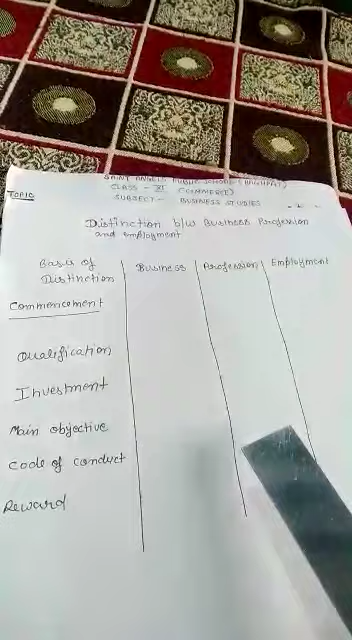 SAINT ANGELS PUBLIC SCHOOL
CLASS - XI (COMMERCE)
SUBJECT:- BUSINESS STUDIES
TOPIC
Distinction b/w Business Profession
and employment
Basis of Distinction Business Profession Employment
Commencement
Qualification
Investment
Main objective
Code of conduct
Reward